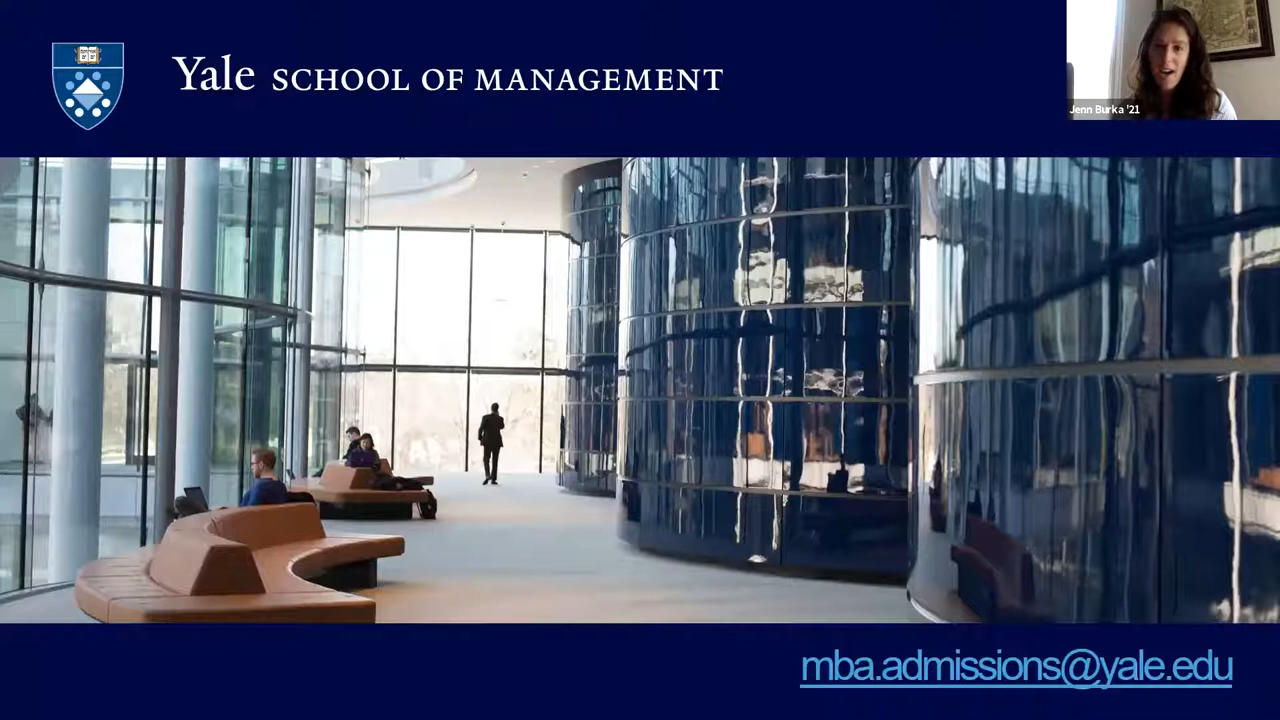 Yale SCHOOL OF MANAGEMENT
Jenn Burka '21
mba.admissions@yale.edu